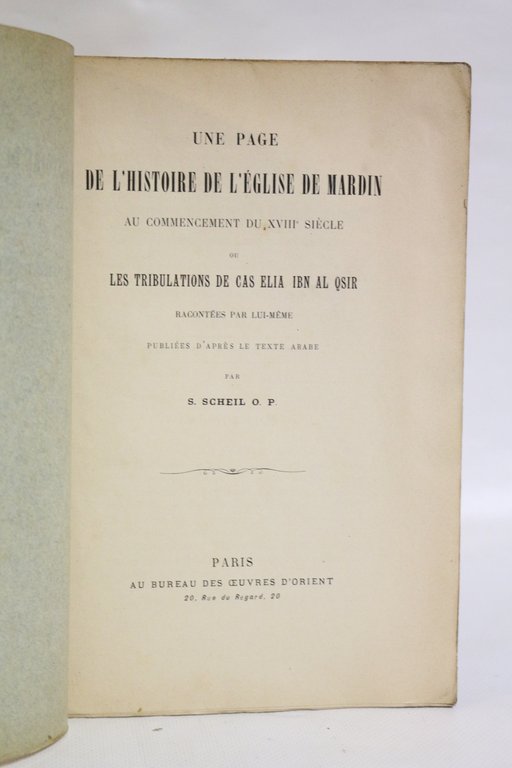 UNE PAGE
DE L'HISTOIRE DE L'ÉGLISE DE MARDIN
AU COMMENCEMENT DU XVIIIᵉ SIÈCLE
OU
LES TRIBULATIONS DE CAS ELIA IBN AL QSIR
RACONTÉES PAR LUI-MÊME
PUBLIÉES D'APRÈS LE TEXTE ARABE
PAR
S. SCHEIL O. P.
PARIS
AU BUREAU DES ŒUVRES D'ORIENT
20, Rue du Regard, 20